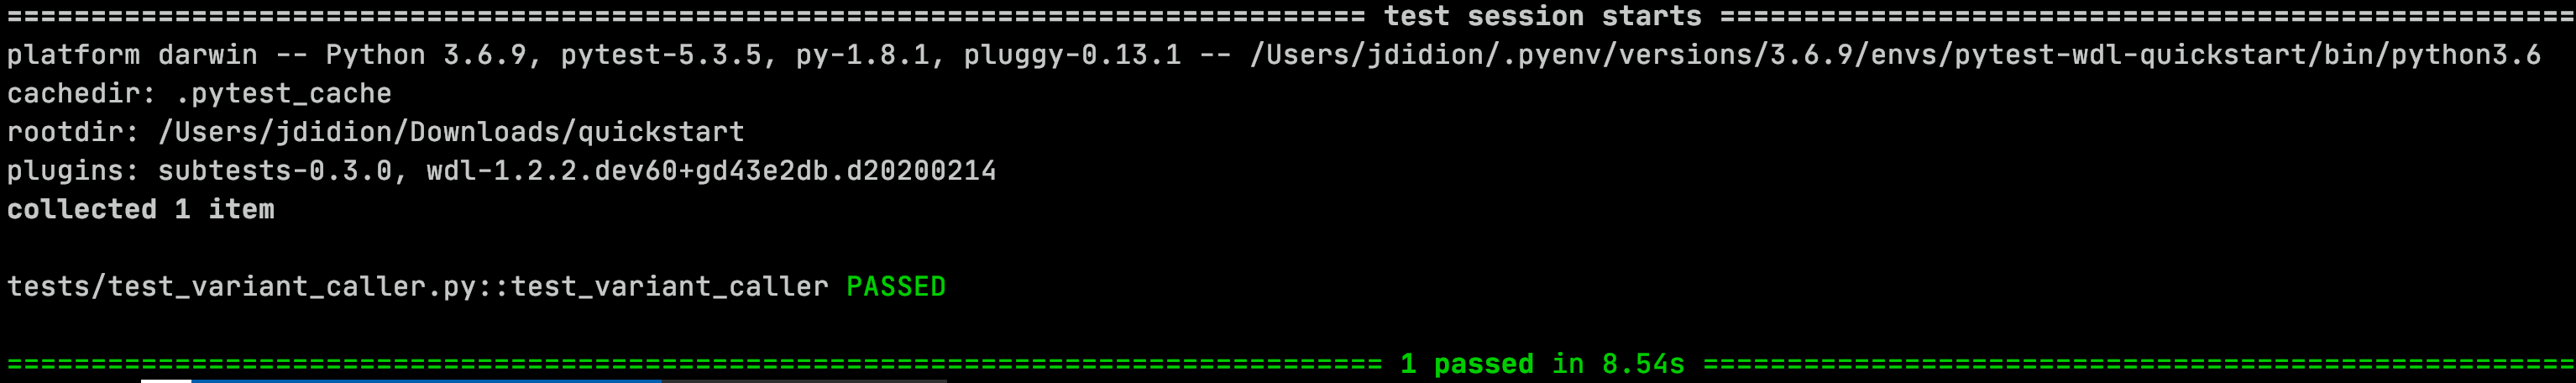 ================================================================================= test session starts ===================================================
platform darwin -- Python 3.6.9, pytest-5.3.5, py-1.8.1, pluggy-0.13.1 -- /Users/jdidion/.pyenv/versions/3.6.9/envs/pytest-wdl-quickstart/bin/python3.6
cachedir: .pytest_cache
rootdir: /Users/jdidion/Downloads/quickstart
plugins: subtests-0.3.0, wdl-1.2.2.dev60+gd43e2db.d20200214
collected 1 item
tests/test_variant_caller.py::test_variant_caller PASSED
================================================================================== 1 passed in 8.54s ====================================================